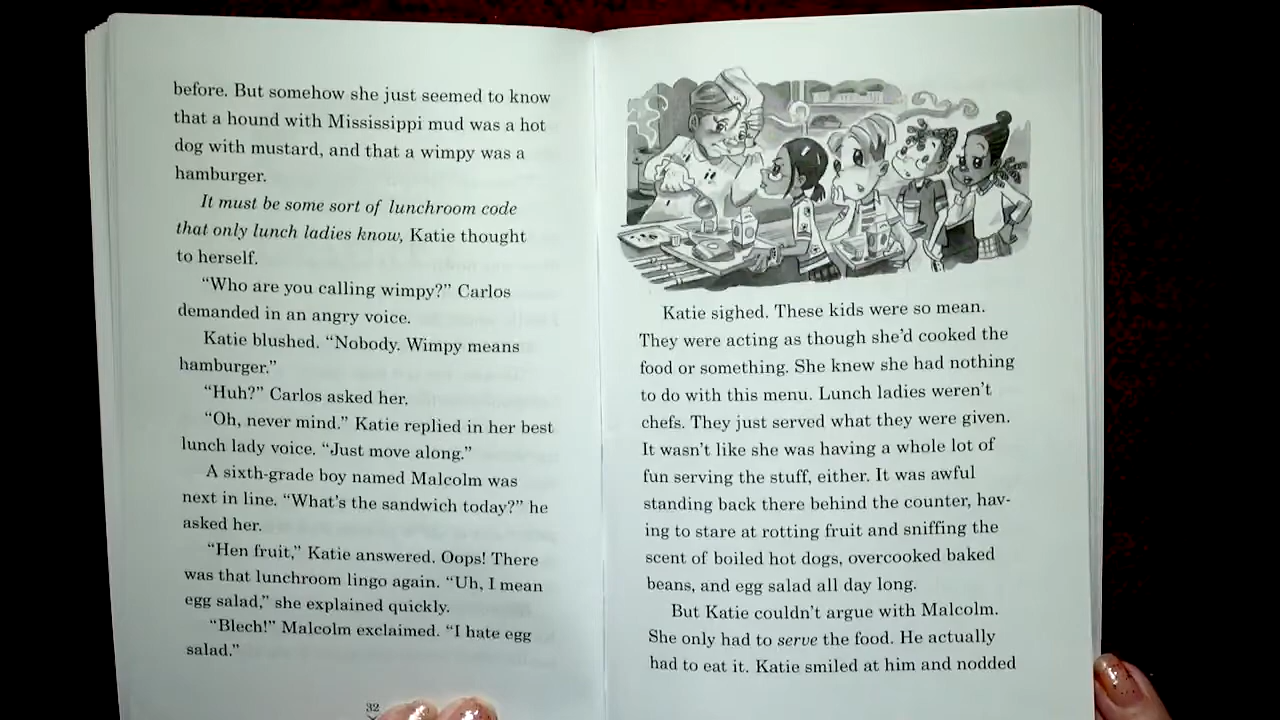 before. But somehow she just seemed to know
that a hound with Mississippi mud was a hot
dog with mustard, and that a wimpy was a
hamburger.
It must be some sort of lunchroom code
that only lunch ladies know, Katie thought
to herself.
“Who are you calling wimpy?” Carlos
demanded in an angry voice.
Katie blushed. “Nobody. Wimpy means
hamburger.”
“Huh?” Carlos asked her.
“Oh, never mind.” Katie replied in her best
lunch lady voice. “Just move along.”
A sixth-grade boy named Malcolm was
next in line. “What’s the sandwich today?” he
asked her.
“Hen fruit,” Katie answered. Oops! There
was that lunchroom lingo again. “Uh, I mean
egg salad,” she explained quickly.
“Blech!” Malcolm exclaimed. “I hate egg
salad.”
32
Katie sighed. These kids were so mean.
They were acting as though she’d cooked the
food or something. She knew she had nothing
to do with this menu. Lunch ladies weren’t
chefs. They just served what they were given.
It wasn’t like she was having a whole lot of
fun serving the stuff, either. It was awful
standing back there behind the counter, hav-
ing to stare at rotting fruit and sniffing the
scent of boiled hot dogs, overcooked baked
beans, and egg salad all day long.
But Katie couldn’t argue with Malcolm.
She only had to serve the food. He actually
had to eat it. Katie smiled at him and nodded